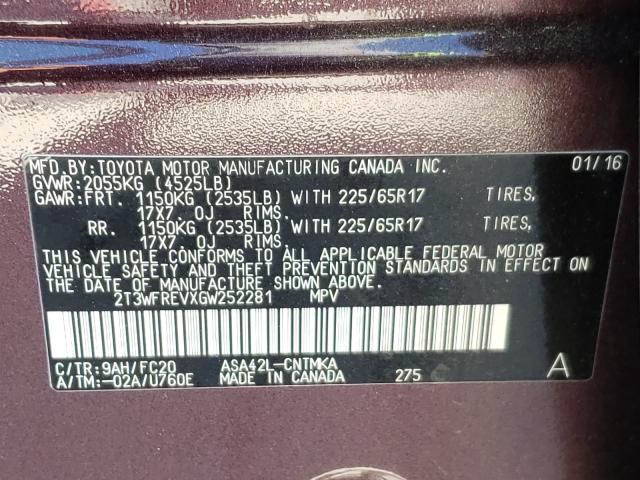 MFD.BY:TOYOTA MOTOR MANUFACTURING CANADA INC. 01/16
GVWR:2055KG (4525LB)
GAWR:FRT. 1150KG (2535LB) WITH 225/65R17 TIRES,
17X7.0J RIMS.
RR. 1150KG (2535LB) WITH 225/65R17 TIRES,
17X7.0J RIMS.
THIS VEHICLE CONFORMS TO ALL APPLICABLE FEDERAL MOTOR
VEHICLE SAFETY AND THEFT PREVENTION STANDARDS IN EFFECT ON
THE DATE OF MANUFACTURE SHOWN ABOVE.
2T3WFREVXGW252281 MPV
C/TR:9AH/FC20 ASA42L-CNTMKA
A/TM:-02A/U760E MADE IN CANADA 275 A